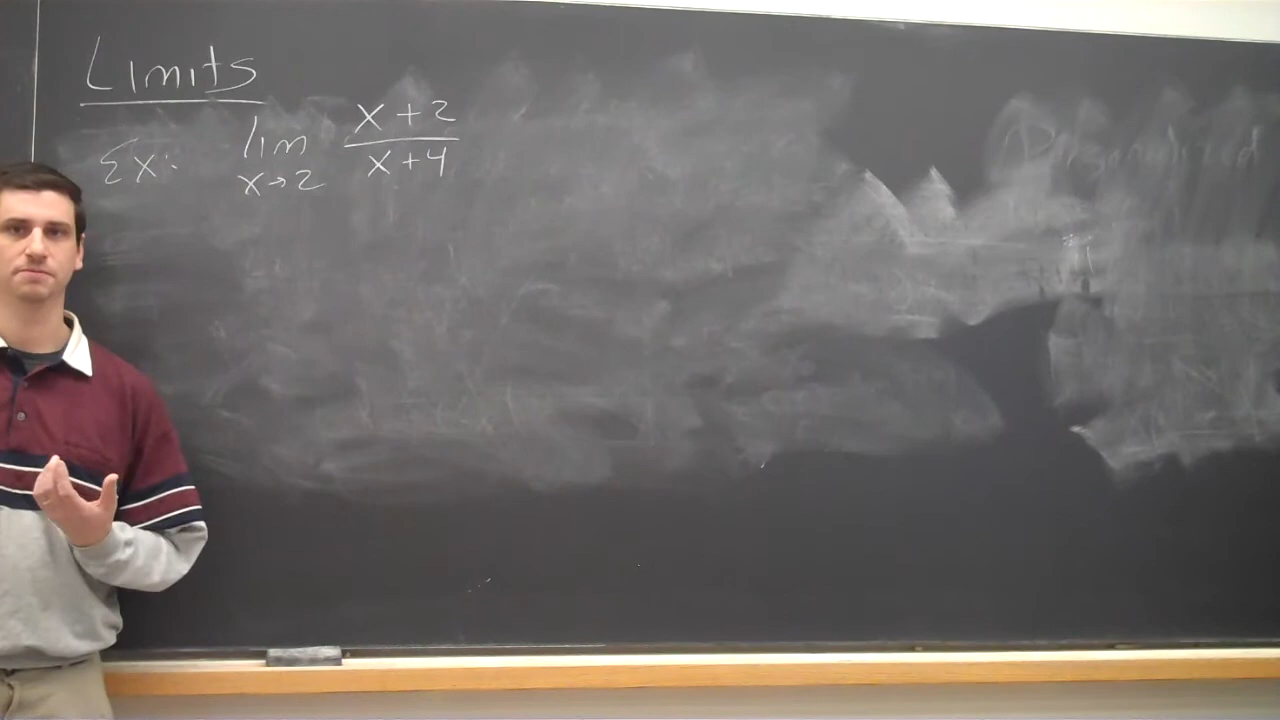 Limits
Ex: lim x→2 x+2 / x+4